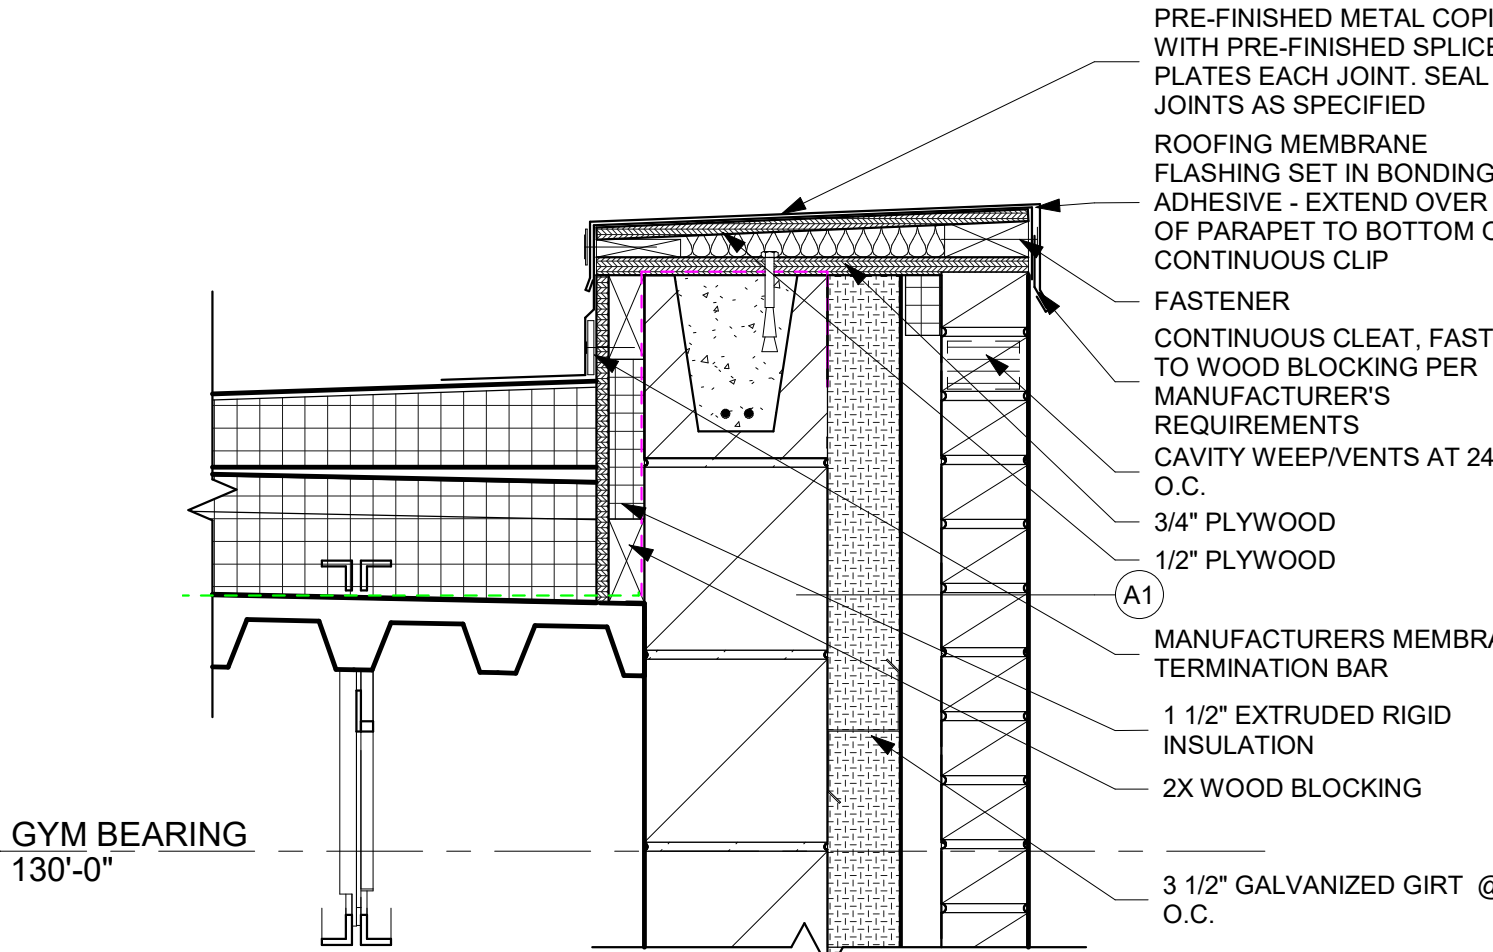 PRE-FINISHED METAL COPI
WITH PRE-FINISHED SPLICE
PLATES EACH JOINT. SEAL
JOINTS AS SPECIFIED
ROOFING MEMBRANE
FLASHING SET IN BONDING
ADHESIVE - EXTEND OVER
OF PARAPET TO BOTTOM O
CONTINUOUS CLIP
FASTENER
CONTINUOUS CLEAT, FAST
TO WOOD BLOCKING PER
MANUFACTURER'S
REQUIREMENTS
CAVITY WEEP/VENTS AT 24
O.C.
3/4" PLYWOOD
1/2" PLYWOOD
A1
MANUFACTURERS MEMBRA
TERMINATION BAR
1 1/2" EXTRUDED RIGID
INSULATION
2X WOOD BLOCKING
GYM BEARING
130'-0"
3 1/2" GALVANIZED GIRT @
O.C.